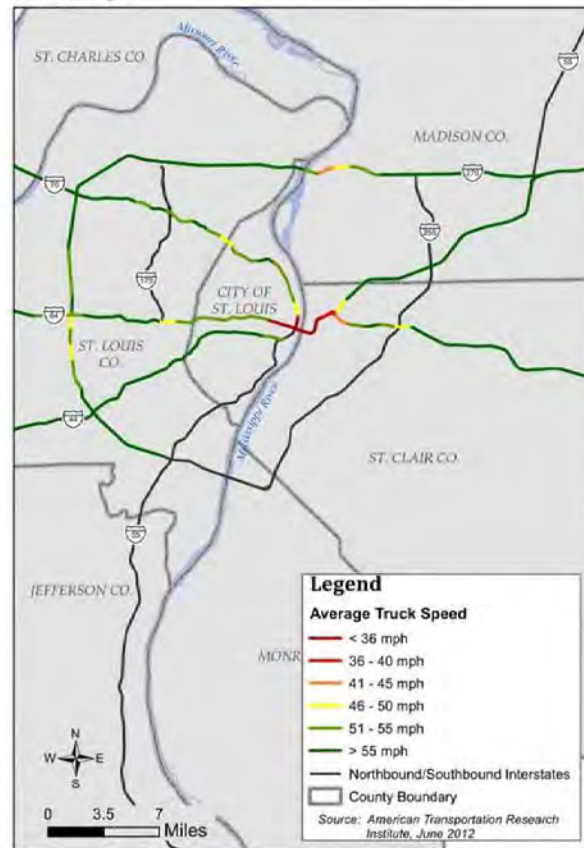 Missouri River
ST. CHARLES CO.
55
MADISON CO.
70
270
255
170
CITY OF
ST. LOUIS
64
ST. LOUIS
CO.
Mississippi River
44
ST. CLAIR CO.
55
JEFFERSON CO.
MONR
Legend
Average Truck Speed
< 36 mph
36 - 40 mph
41 - 45 mph
46 - 50 mph
51 - 55 mph
> 55 mph
Northbound/Southbound Interstates
County Boundary
Source: American Transportation Research
Institute, June 2012
N
W E
S
0 3.5 7
Miles